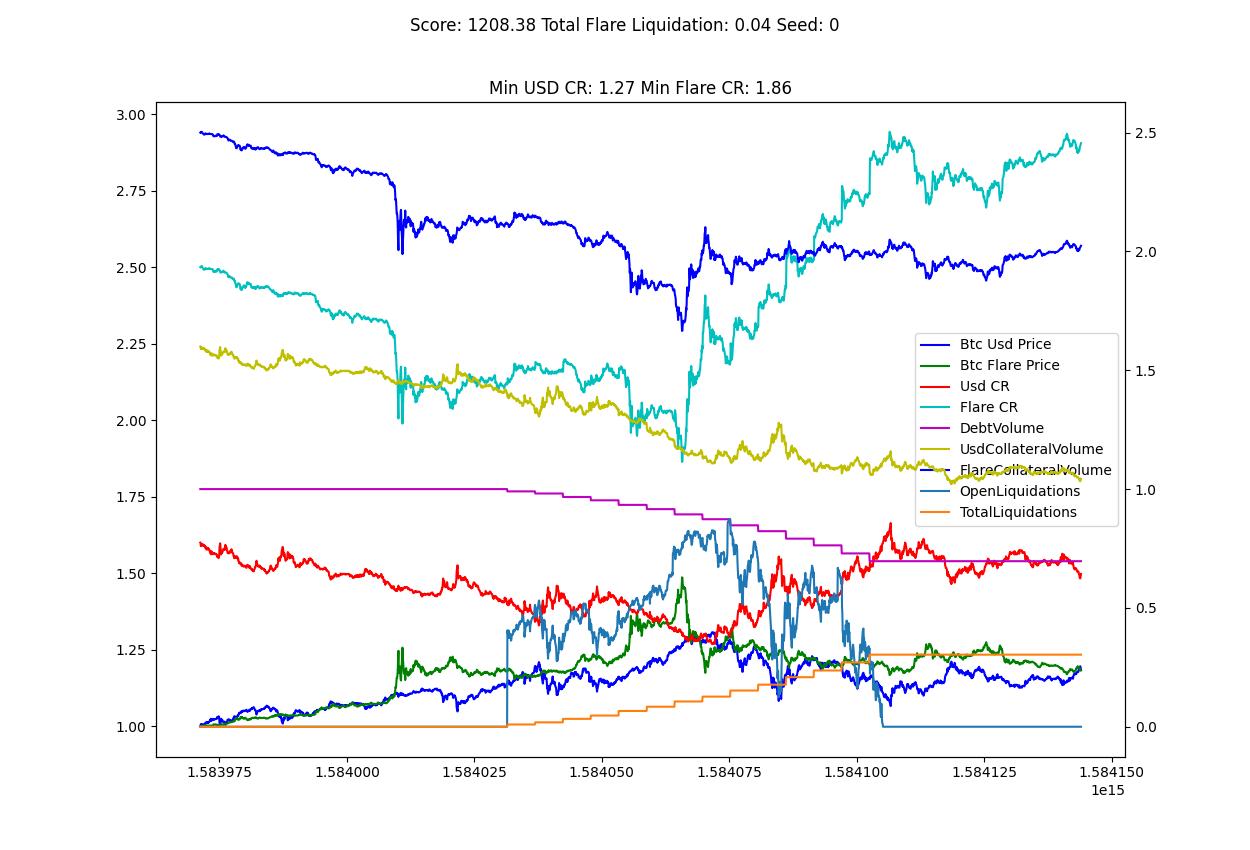 Score: 1208.38 Total Flare Liquidation: 0.04 Seed: 0
Min USD CR: 1.27 Min Flare CR: 1.86
3.00
2.75
2.50
2.25
2.00
1.75
1.50
1.25
1.00
2.5
2.0
1.5
1.0
0.5
0.0
Btc Usd Price
Btc Flare Price
Usd CR
Flare CR
DebtVolume
UsdCollateralVolume
FlareCollateralVolume
OpenLiquidations
TotalLiquidations
1.583975 1.584000 1.584025 1.584050 1.584075 1.584100 1.584125 1.584150
1e15